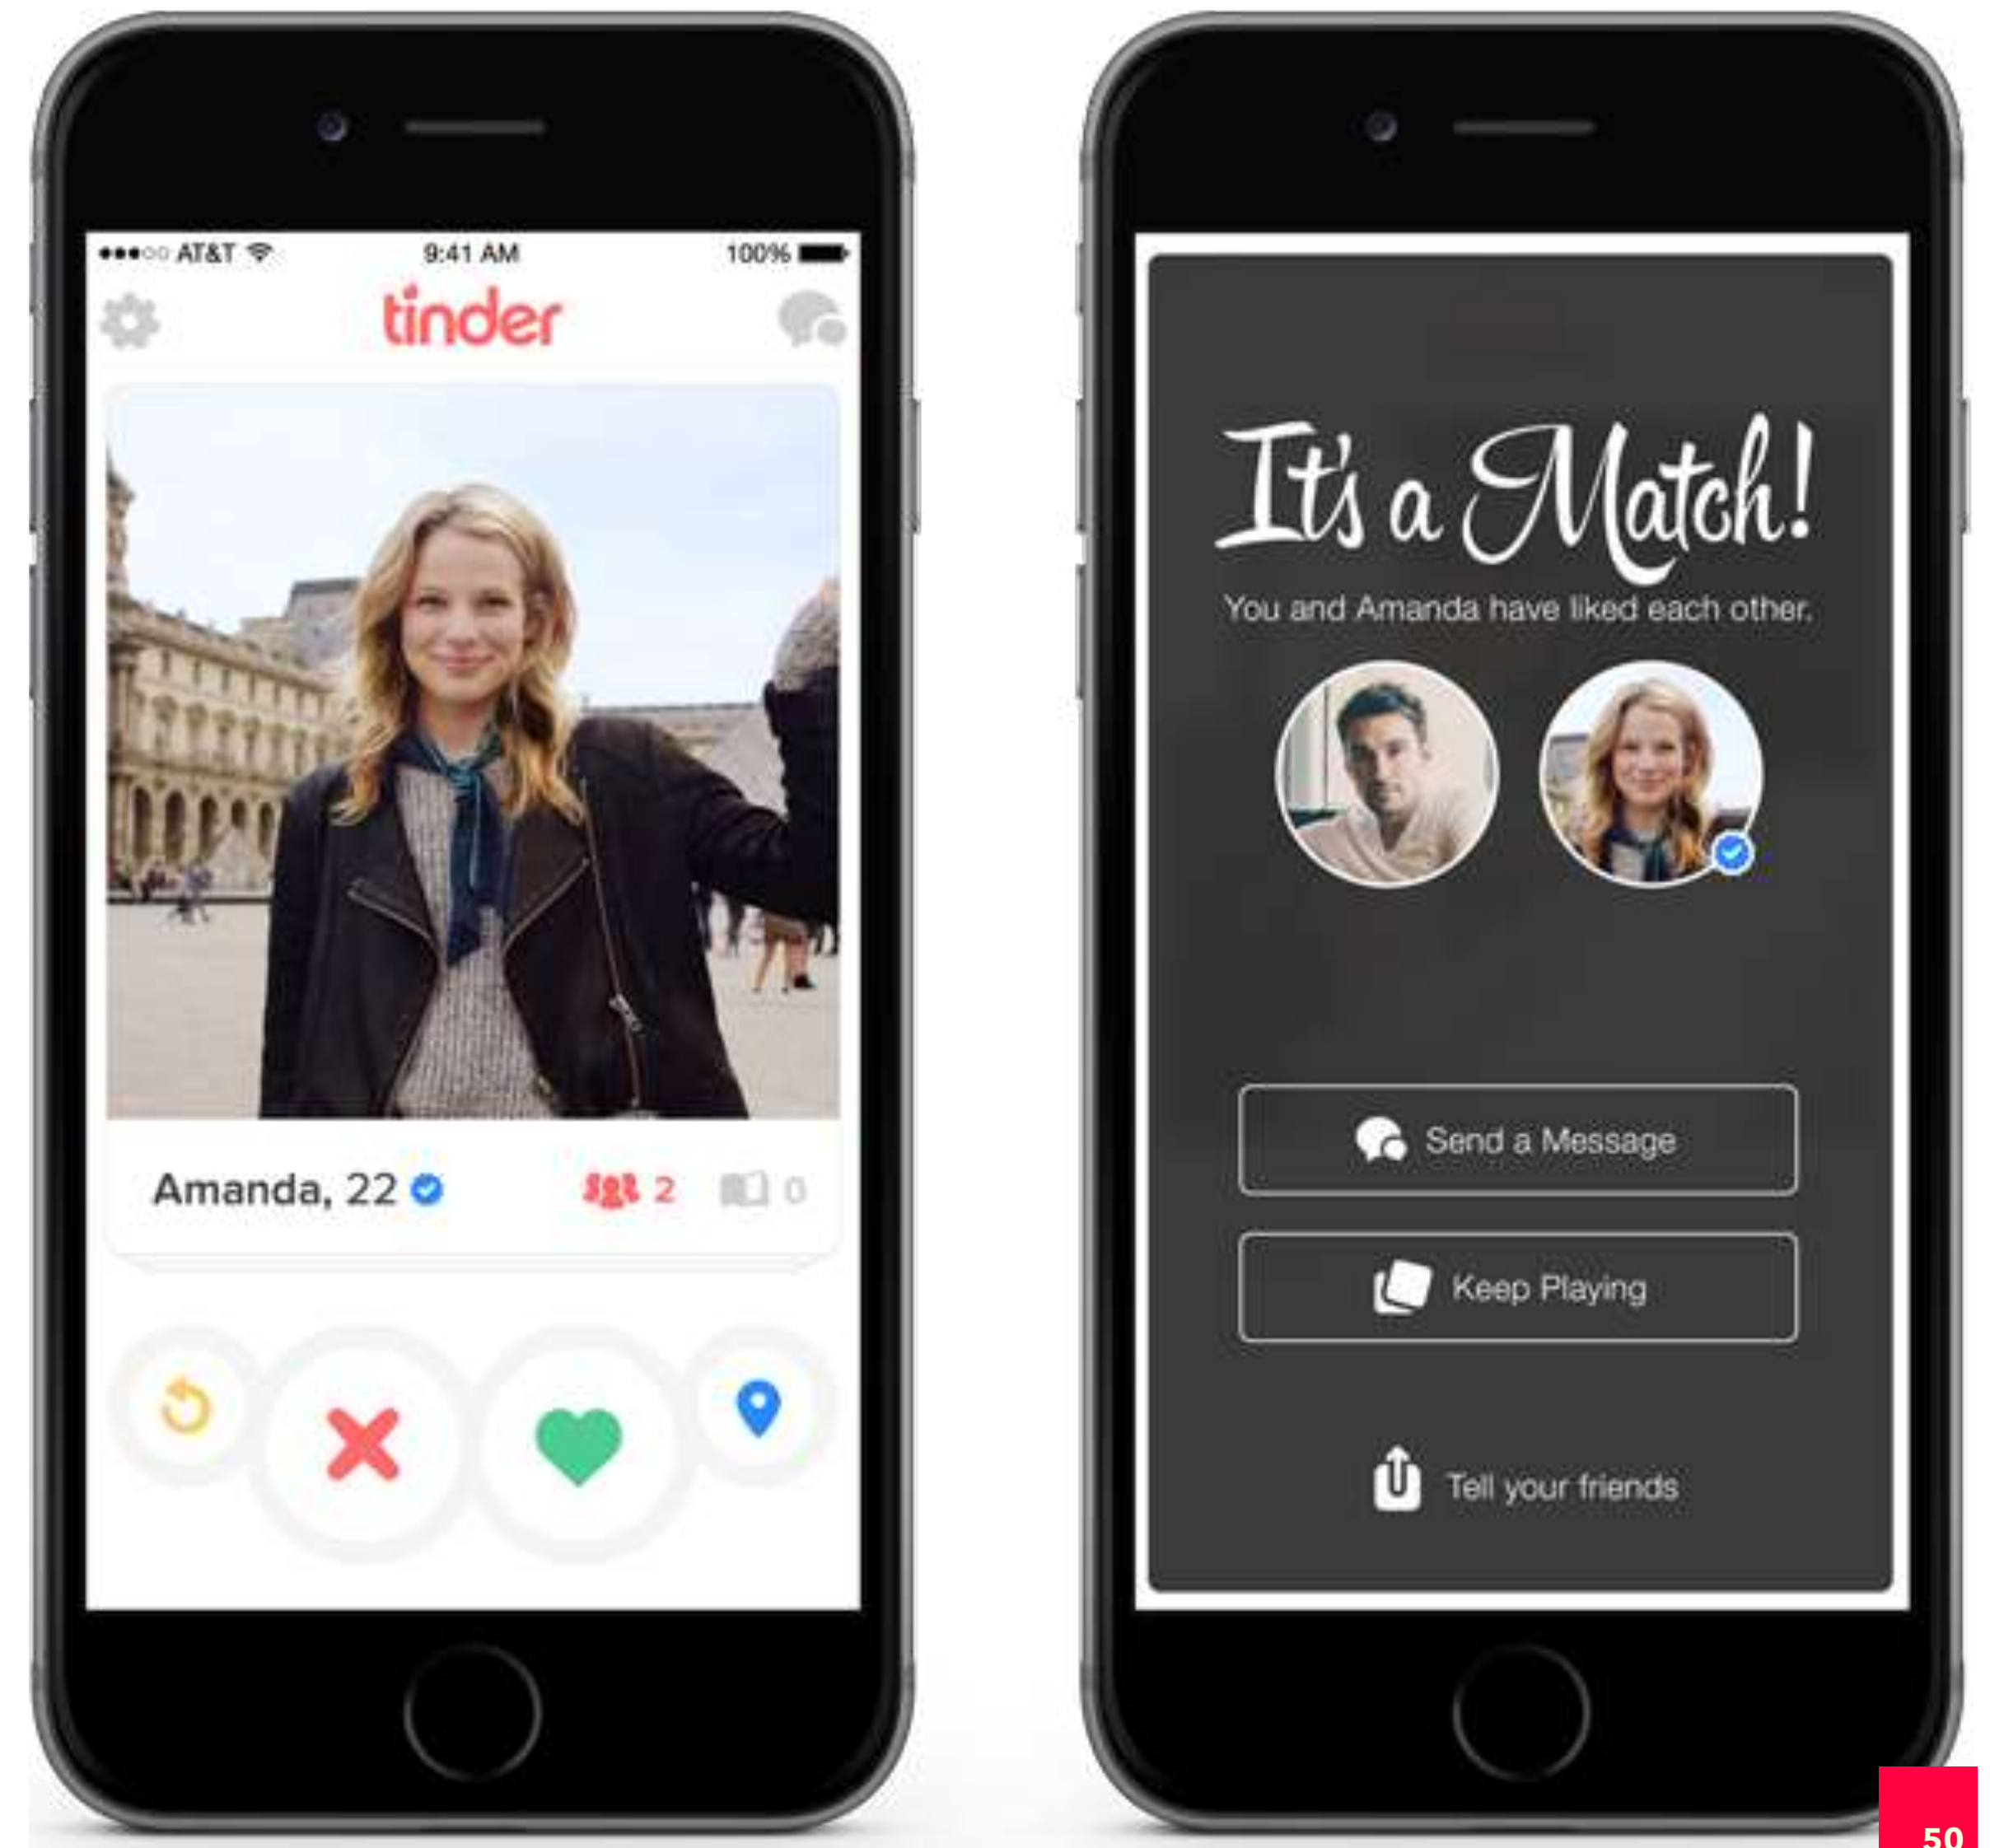 AT&T 9:41 AM 100%
tinder
Amanda, 22 2 0
It's a Match!
You and Amanda have liked each other.
Send a Message
Keep Playing
Tell your friends
50